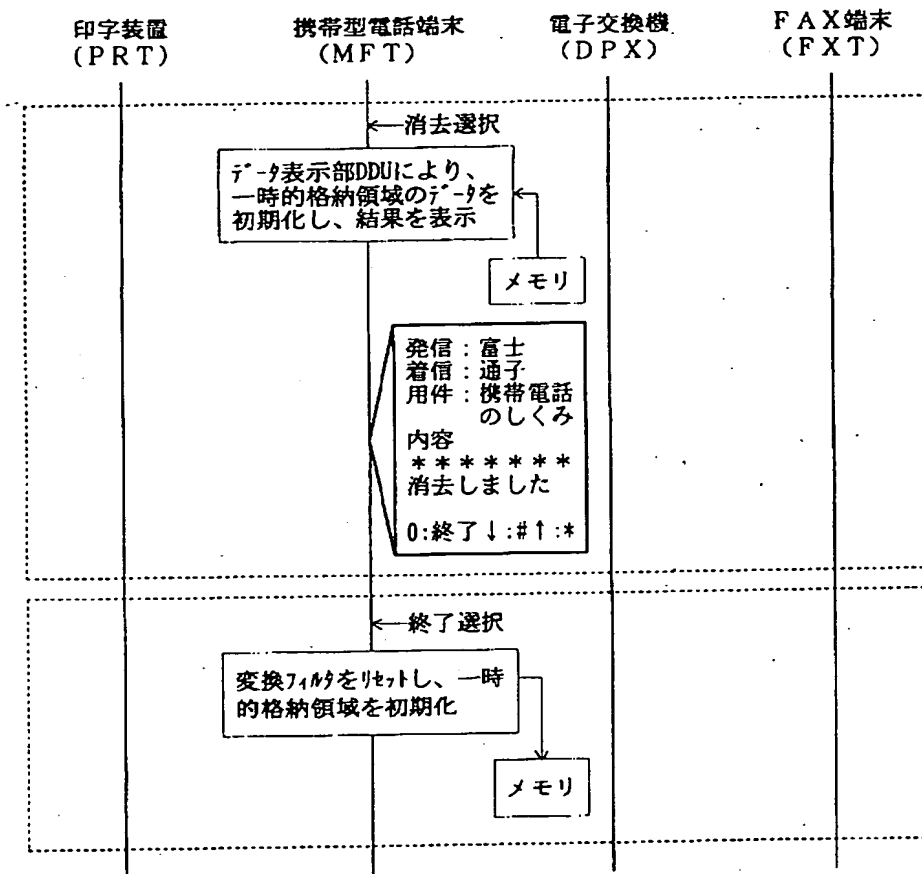 印字装置
(PRT)
携帯型電話端末
(MFT)
電子交換機
(DPX)
FAX端末
(FXT)
消去選択
ﾃﾞｰﾀ表示部DDUにより、
一時的格納領域のﾃﾞｰﾀを
初期化し、結果を表示
メモリ
発信：富士
着信：通子
用件：携帯電話
のしくみ
内容
*******
消去しました
0:終了↓:#↑:*
終了選択
変換ﾌｨﾙﾀをﾘｾｯﾄし、一時
的格納領域を初期化
メモリ